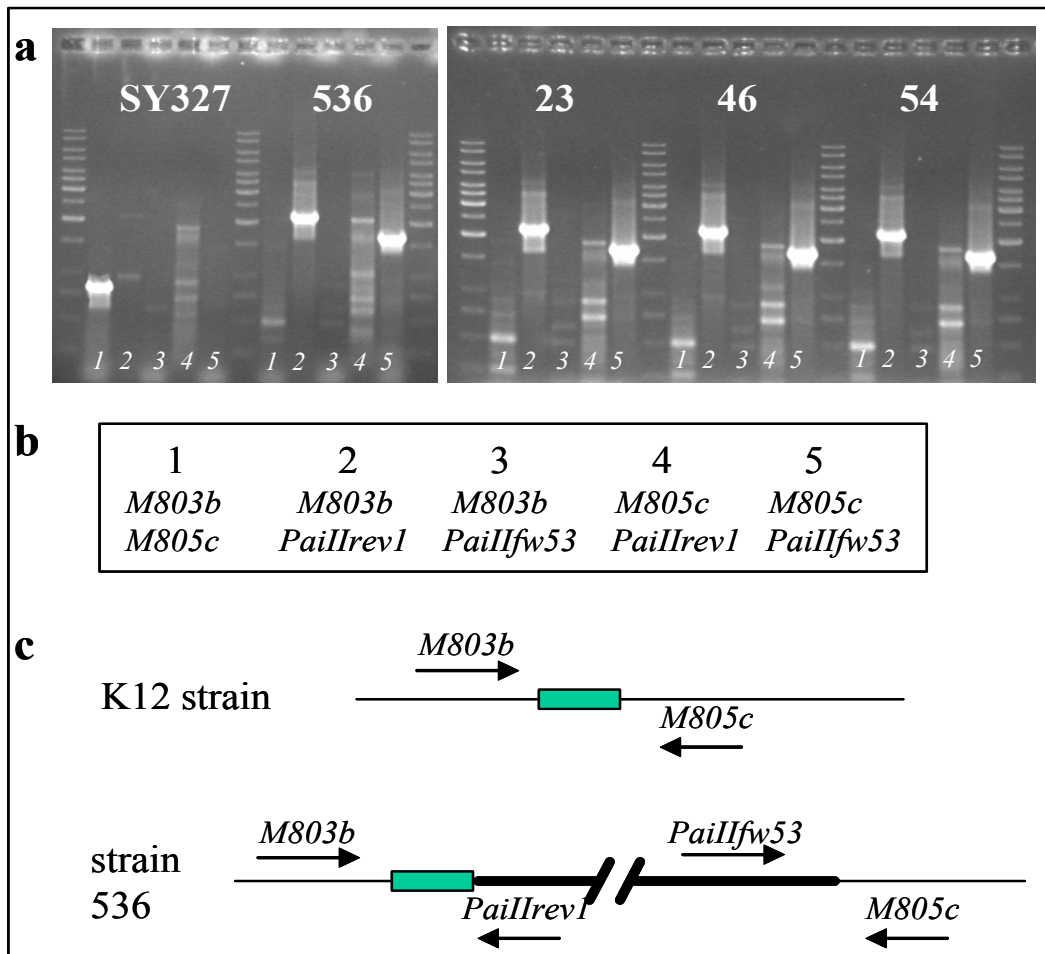 a
SY327 536
23 46 54
1 2 3 4 5 1 2 3 4 5
1 2 3 4 5 1 2 3 4 5 1 2 3 4 5
b
1 2 3 4 5
M803b M803b M803b M805c M805c
M805c PaiIIrev1 PaiIIfw53 PaiIIrev1 PaiIIfw53
c
M803b
K12 strain
M805c
M803b PaiIIfw53
strain
536
PaiIIrev1 M805c